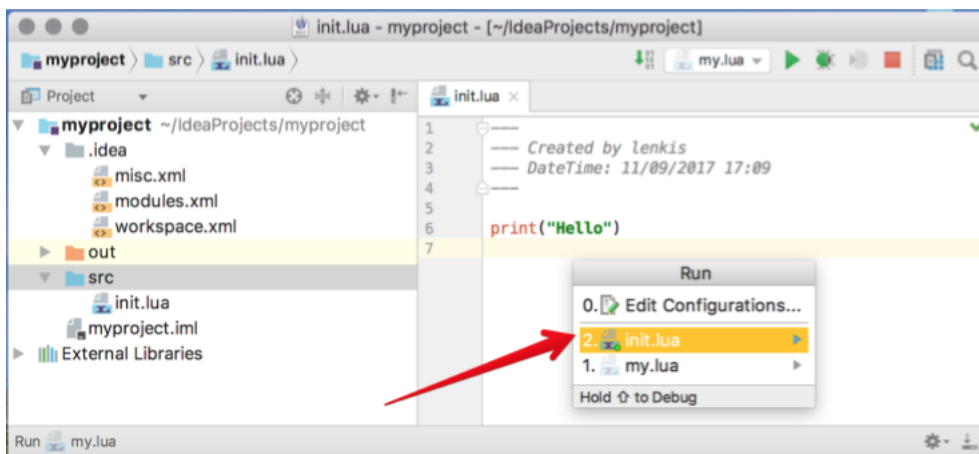 init.lua - myproject - [~/IdeaProjects/myproject]
myproject src init.lua my.lua
Project init.lua
myproject ~/IdeaProjects/myproject
.idea
misc.xml
modules.xml
workspace.xml
out
src
init.lua
myproject.iml
External Libraries
1 ---
2 --- Created by lenkis
3 --- DateTime: 11/09/2017 17:09
4 ---
5
6 print("Hello")
7
Run
0. Edit Configurations...
2. init.lua
1. my.lua
Hold ⇧ to Debug
Run my.lua